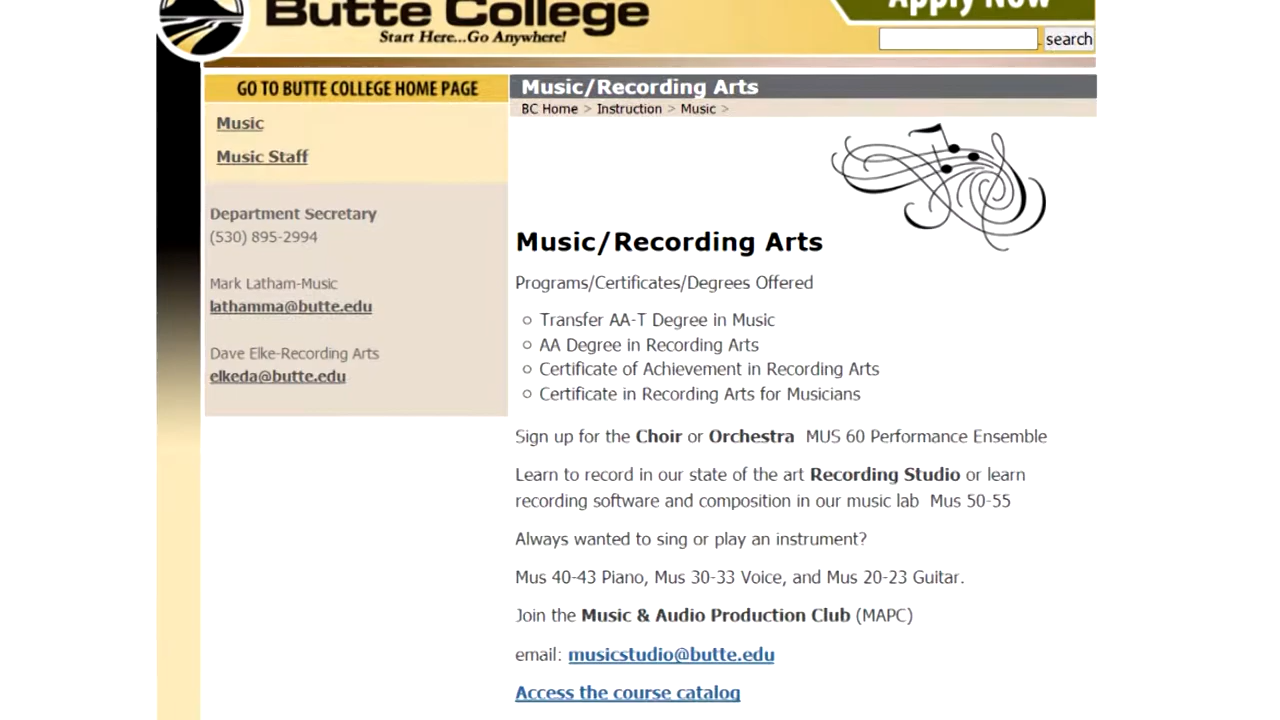 Butte College
Start Here...Go Anywhere!
Apply Now
search
GO TO BUTTE COLLEGE HOME PAGE
Music
Music Staff
Department Secretary
(530) 895-2994
Mark Latham-Music
lathamma@butte.edu
Dave Elke-Recording Arts
elkeda@butte.edu
Music/Recording Arts
BC Home > Instruction > Music >
Music/Recording Arts
Programs/Certificates/Degrees Offered
Transfer AA-T Degree in Music
AA Degree in Recording Arts
Certificate of Achievement in Recording Arts
Certificate in Recording Arts for Musicians
Sign up for the Choir or Orchestra MUS 60 Performance Ensemble
Learn to record in our state of the art Recording Studio or learn
recording software and composition in our music lab Mus 50-55
Always wanted to sing or play an instrument?
Mus 40-43 Piano, Mus 30-33 Voice, and Mus 20-23 Guitar.
Join the Music & Audio Production Club (MAPC)
email: musicstudio@butte.edu
Access the course catalog